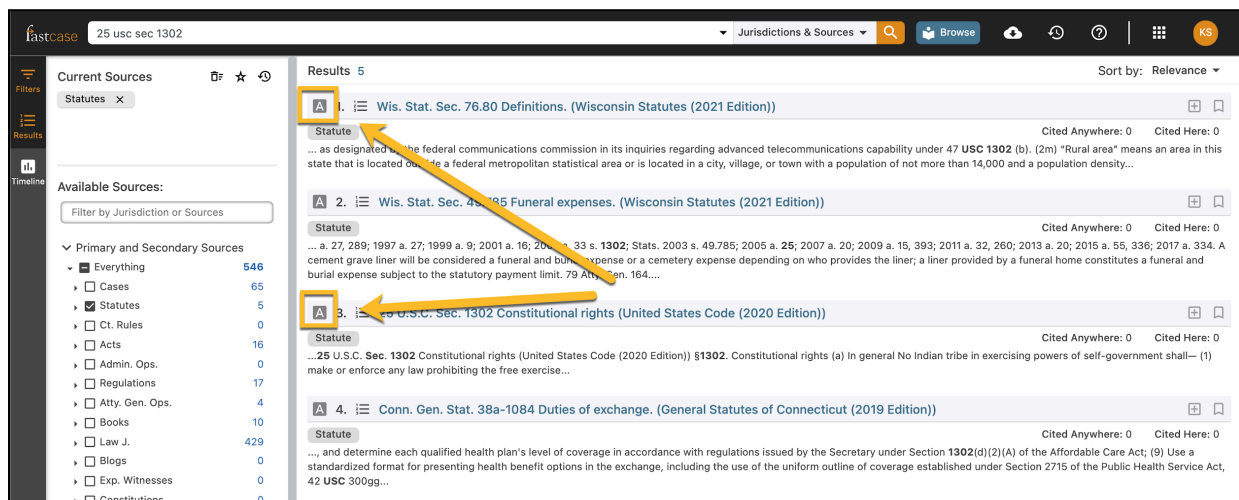 fastcase
25 usc sec 1302
Jurisdictions & Sources
Browse
KS
Filters
Results
Timeline
Current Sources
Statutes X
Available Sources:
Filter by Jurisdiction or Sources
Primary and Secondary Sources
Everything 546
Cases 65
Statutes 5
Ct. Rules 0
Acts 16
Admin. Ops. 0
Regulations 17
Atty. Gen. Ops. 4
Books 10
Law J. 429
Blogs 0
Exp. Witnesses 0
Constitutions 0
Results 5
Sort by: Relevance
A 1. Wis. Stat. Sec. 76.80 Definitions. (Wisconsin Statutes (2021 Edition))
Statute
Cited Anywhere: 0 Cited Here: 0
... as designated by the federal communications commission in its inquiries regarding advanced telecommunications capability under 47 USC 1302 (b). (2m) "Rural area" means an area in this
state that is located outside a federal metropolitan statistical area or is located in a city, village, or town with a population of not more than 14,000 and a population density...
A 2. Wis. Stat. Sec. 49.785 Funeral expenses. (Wisconsin Statutes (2021 Edition))
Statute
Cited Anywhere: 0 Cited Here: 0
... a. 27, 289; 1997 a. 27; 1999 a. 9; 2001 a. 16; a. 33 s. 1302; Stats. 2003 s. 49.785; 2005 a. 25; 2007 a. 20; 2009 a. 15, 393; 2011 a. 32, 260; 2013 a. 20; 2015 a. 55, 336; 2017 a. 334. A
cement grave liner will be considered a funeral and burial expense or a cemetery expense depending on who provides the liner; a liner provided by a funeral home constitutes a funeral and
burial expense subject to the statutory payment limit. 79 Atty. Gen. 164....
A 3. 25 U.S.C. Sec. 1302 Constitutional rights (United States Code (2020 Edition))
Statute
Cited Anywhere: 0 Cited Here: 0
...25 U.S.C. Sec. 1302 Constitutional rights (United States Code (2020 Edition)) §1302. Constitutional rights (a) In general No Indian tribe in exercising powers of self-government shall— (1)
make or enforce any law prohibiting the free exercise...
A 4. Conn. Gen. Stat. 38a-1084 Duties of exchange. (General Statutes of Connecticut (2019 Edition))
Statute
Cited Anywhere: 0 Cited Here: 0
..., and determine each qualified health plan's level of coverage in accordance with regulations issued by the Secretary under Section 1302(d)(2)(A) of the Affordable Care Act; (9) Use a
standardized format for presenting health benefit options in the exchange, including the use of the uniform outline of coverage established under Section 2715 of the Public Health Service Act,
42 USC 300gg...